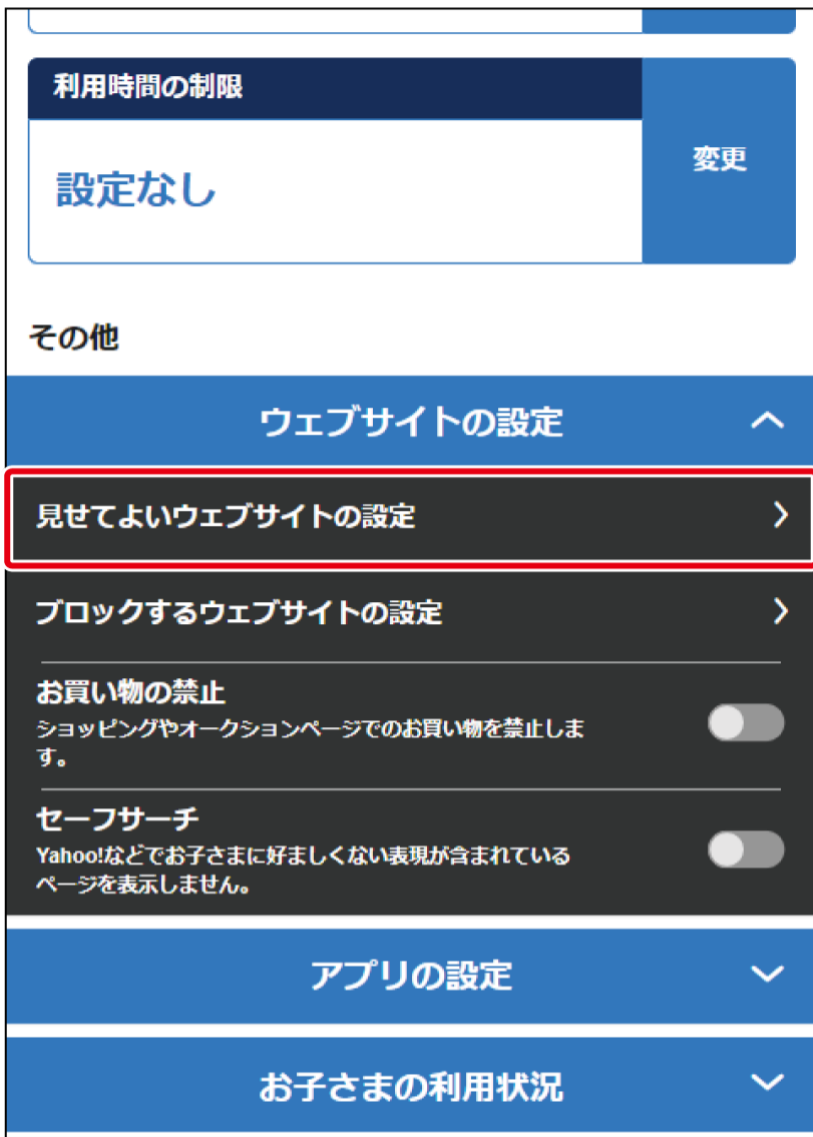 利用時間の制限
設定なし
変更
その他
ウェブサイトの設定
見せてよいウェブサイトの設定
ブロックするウェブサイトの設定
お買い物の禁止
ショッピングやオークションページでのお買い物を禁止しま
す。
セーフサーチ
Yahoo!などでお子さまに好ましくない表現が含まれている
ページを表示しません。
アプリの設定
お子さまの利用状況